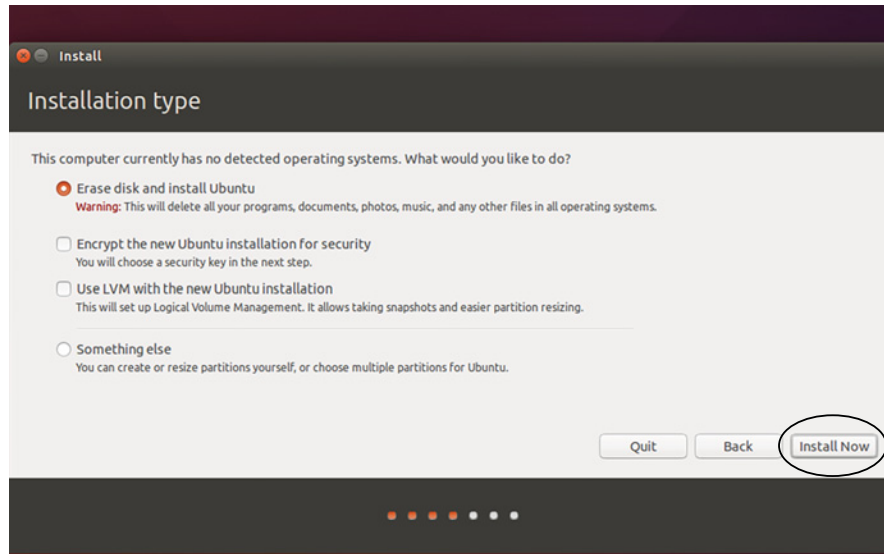 Install
Installation type
This computer currently has no detected operating systems. What would you like to do?
Erase disk and install Ubuntu
Warning: This will delete all your programs, documents, photos, music, and any other files in all operating systems.
Encrypt the new Ubuntu installation for security
You will choose a security key in the next step.
Use LVM with the new Ubuntu installation
This will set up Logical Volume Management. It allows taking snapshots and easier partition resizing.
Something else
You can create or resize partitions yourself, or choose multiple partitions for Ubuntu.
Quit Back Install Now